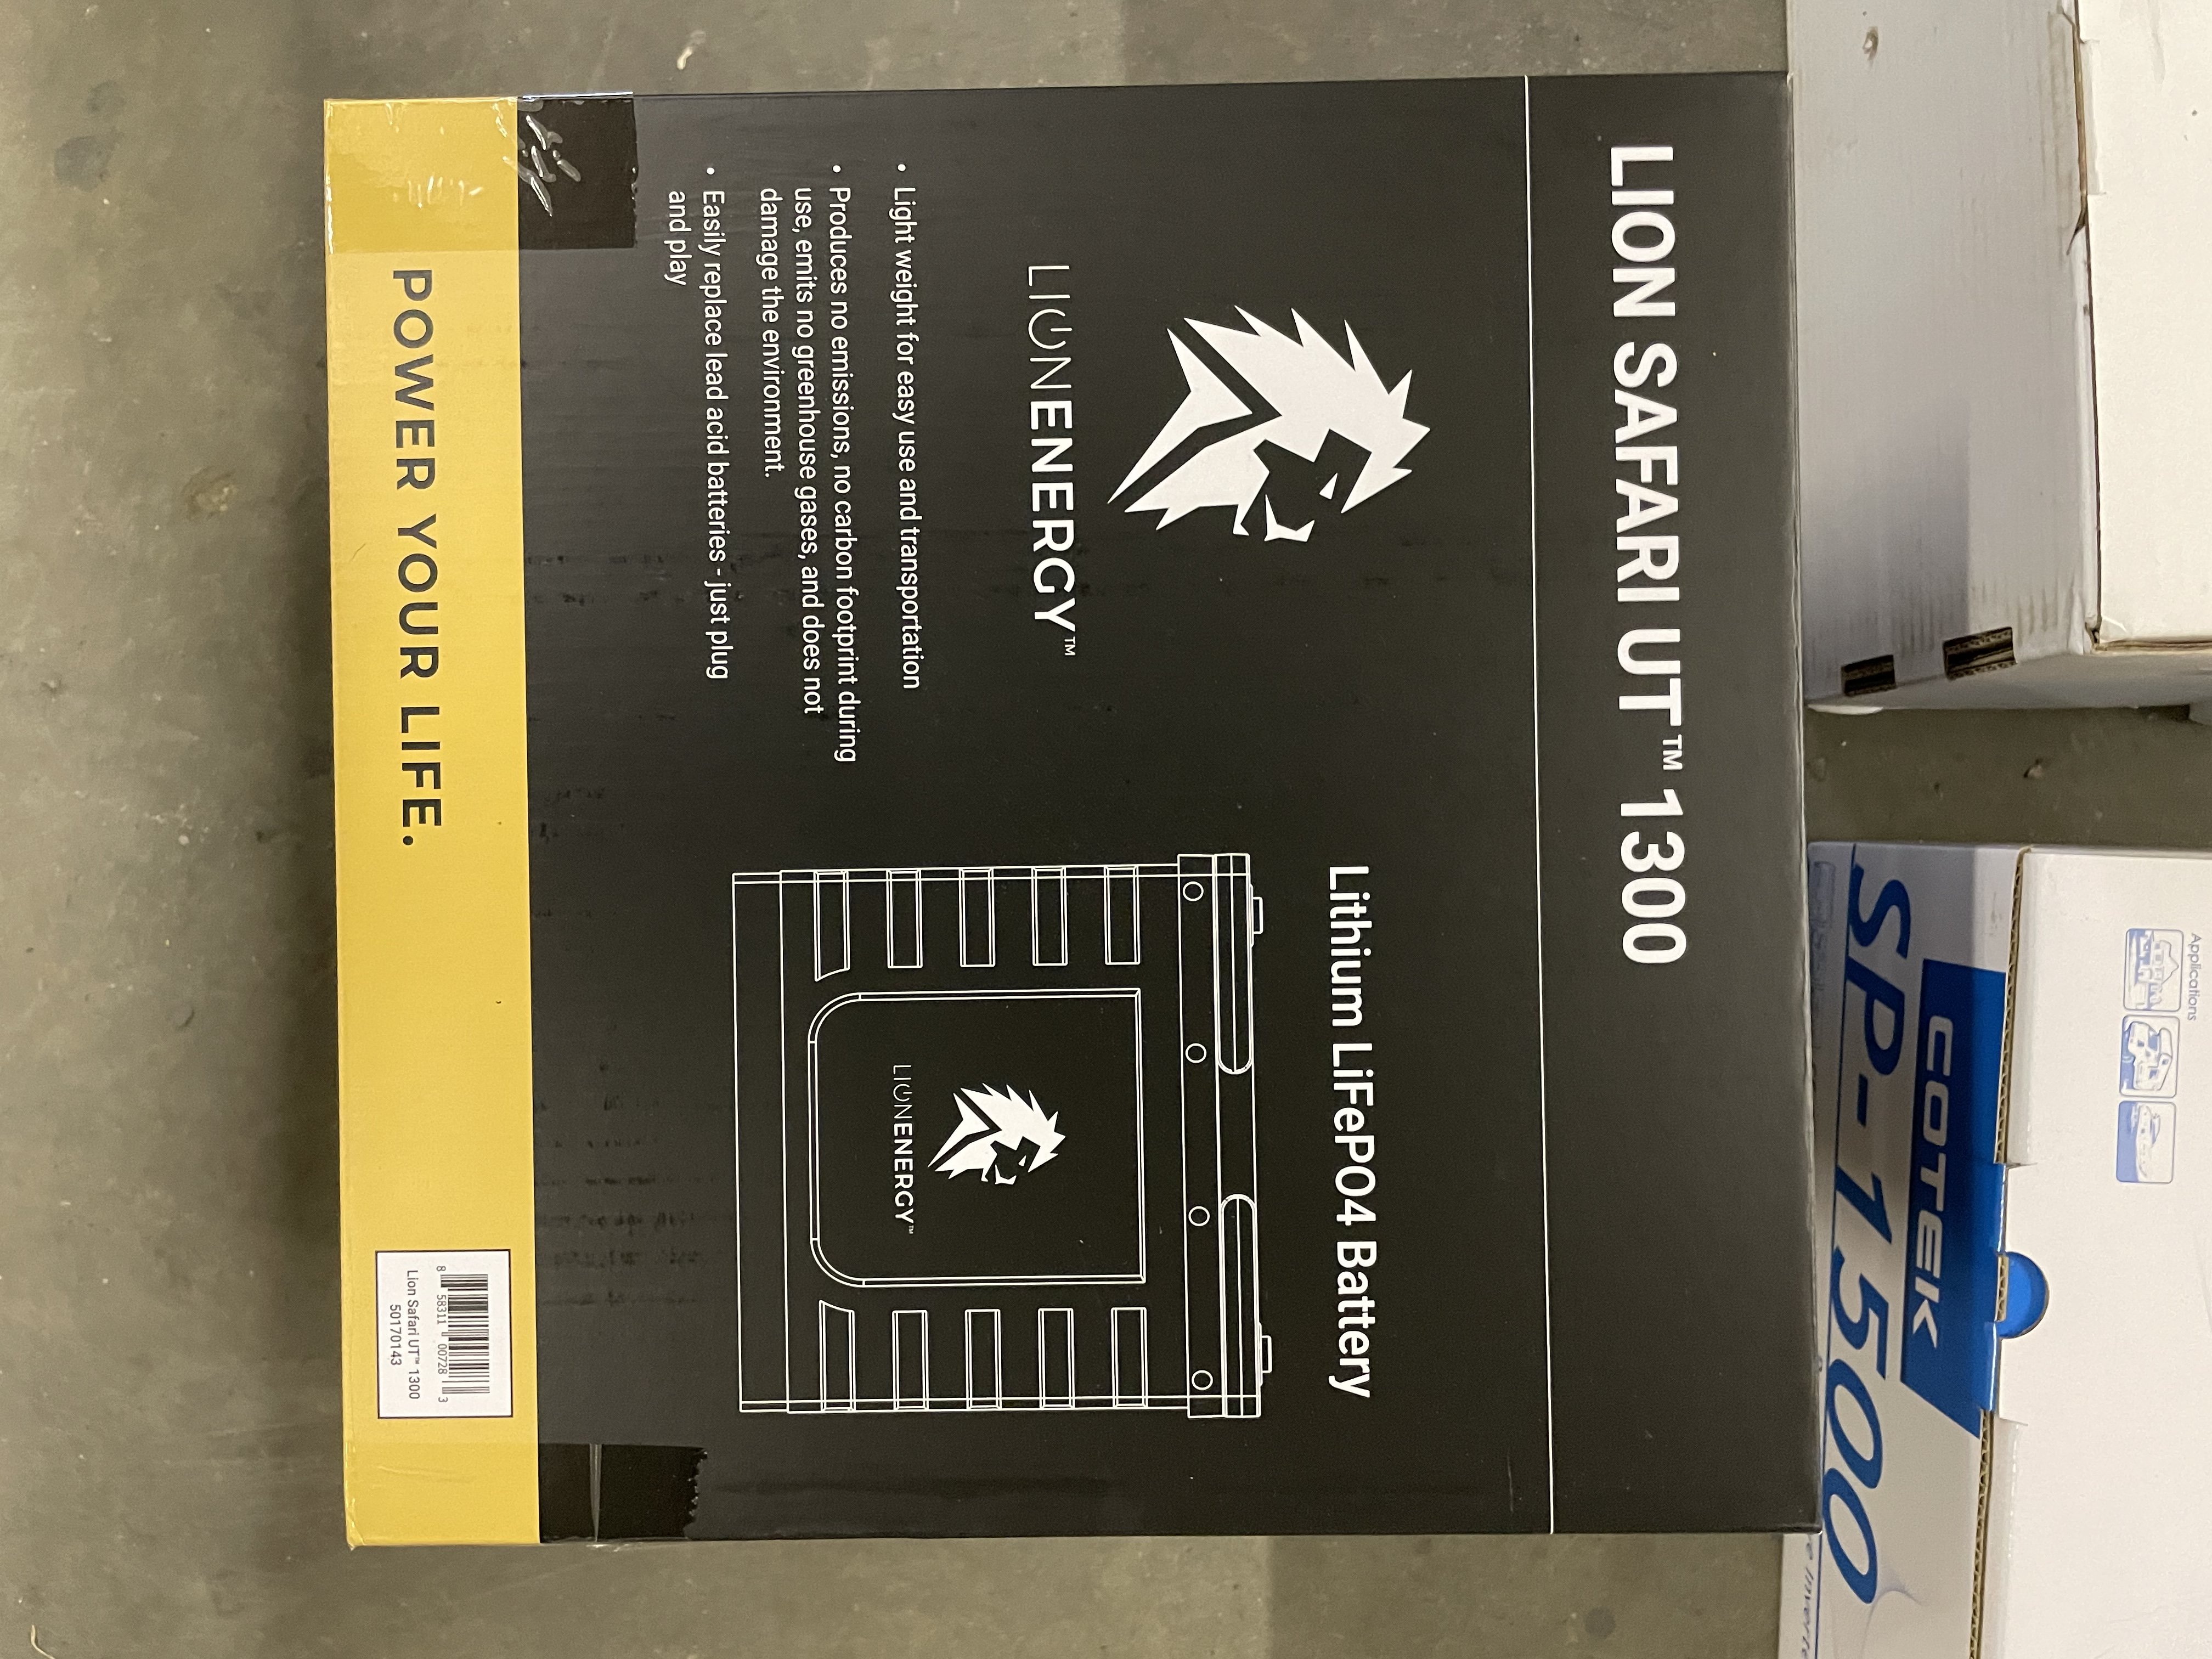 LION SAFARI UT™ 1300
LIONENERGY™
• Light weight for easy use and transportation
• Produces no emissions, no carbon footprint during
use, emits no greenhouse gases, and does not
damage the environment.
• Easily replace lead acid batteries - just plug
and play
Lithium LiFePO4 Battery
LIONENERGY™
POWER YOUR LIFE.
8 58311 00728 3
Lion Safari UT™ 1300
50170143
Applications
COTEK
SP-1500